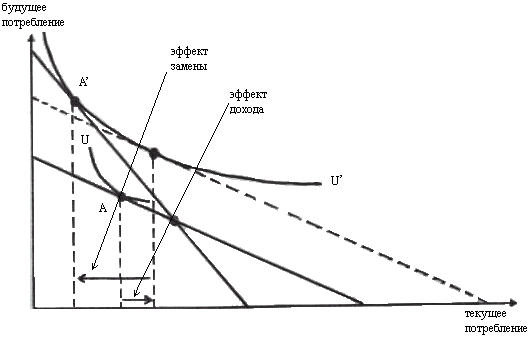 будущее
потребление
эффект
замены
эффект
дохода
A'
U
U'
A
текущее
потребление